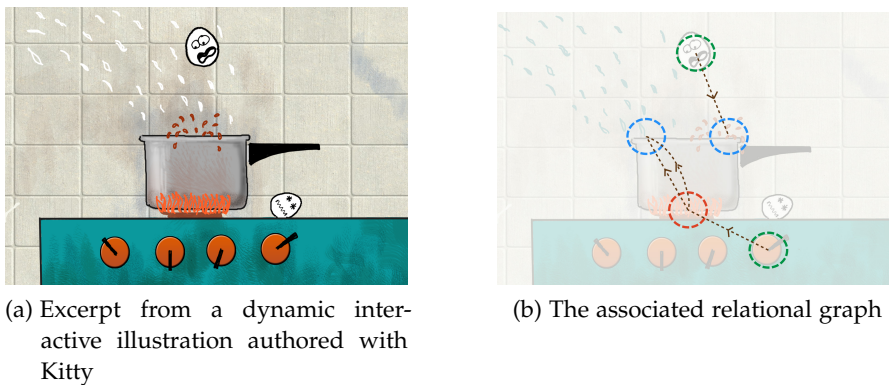 (a) Excerpt from a dynamic inter-
active illustration authored with
Kitty
(b) The associated relational graph